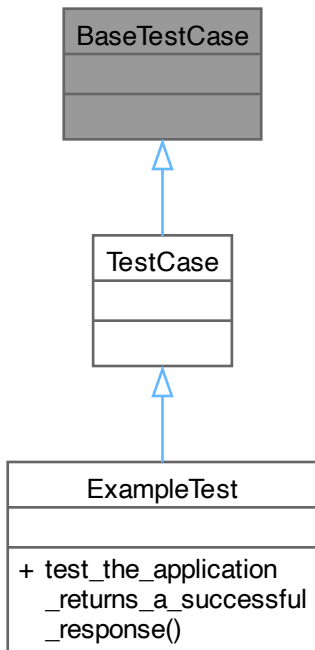 BaseTestCase
TestCase
ExampleTest
+ test_the_application
_returns_a_successful
_response()